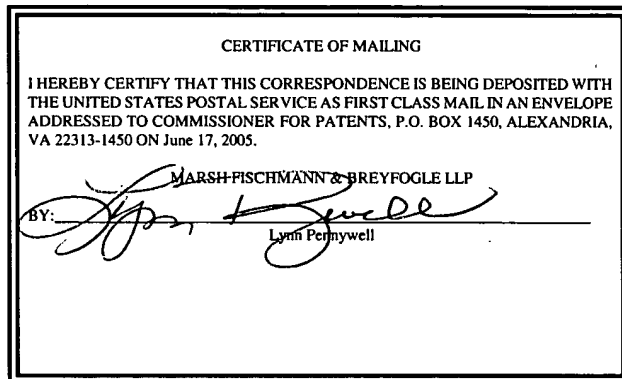 CERTIFICATE OF MAILING
I HEREBY CERTIFY THAT THIS CORRESPONDENCE IS BEING DEPOSITED WITH
THE UNITED STATES POSTAL SERVICE AS FIRST CLASS MAIL IN AN ENVELOPE
ADDRESSED TO COMMISSIONER FOR PATENTS, P.O. BOX 1450, ALEXANDRIA,
VA 22313-1450 ON June 17, 2005.
MARSH FISCHMANN & BREYFOGLE LLP
BY:
Lynn Pennywell